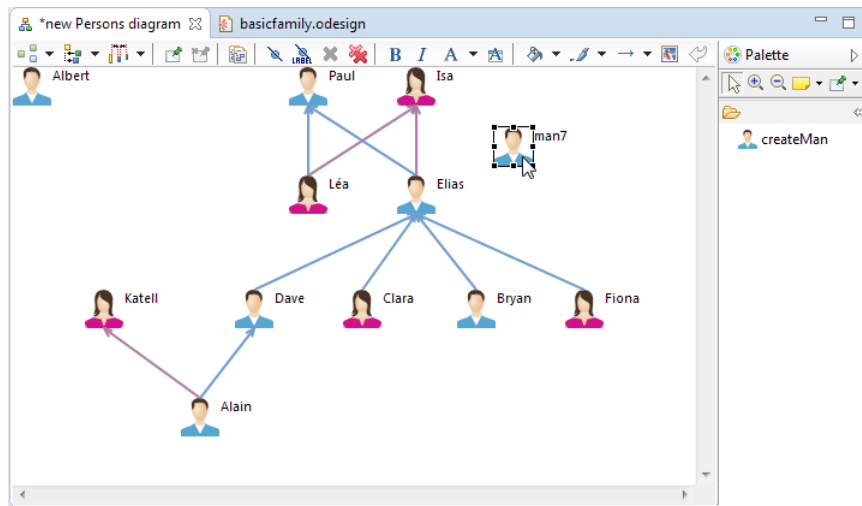 *new Persons diagram
basicfamily.odesign
LABEL
B I A A
Palette
Albert
Paul
Isa
man7
createMan
Léa
Elias
Katell
Dave
Clara
Bryan
Fiona
Alain